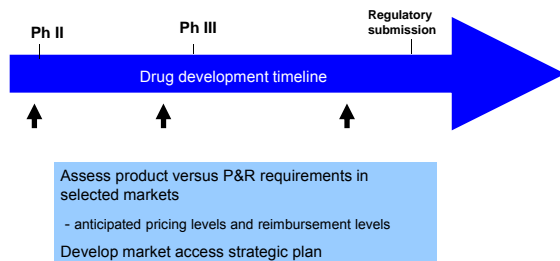 Ph II
Ph III
Regulatory
submission
Drug development timeline
Assess product versus P&R requirements in
selected markets
- anticipated pricing levels and reimbursement levels
Develop market access strategic plan